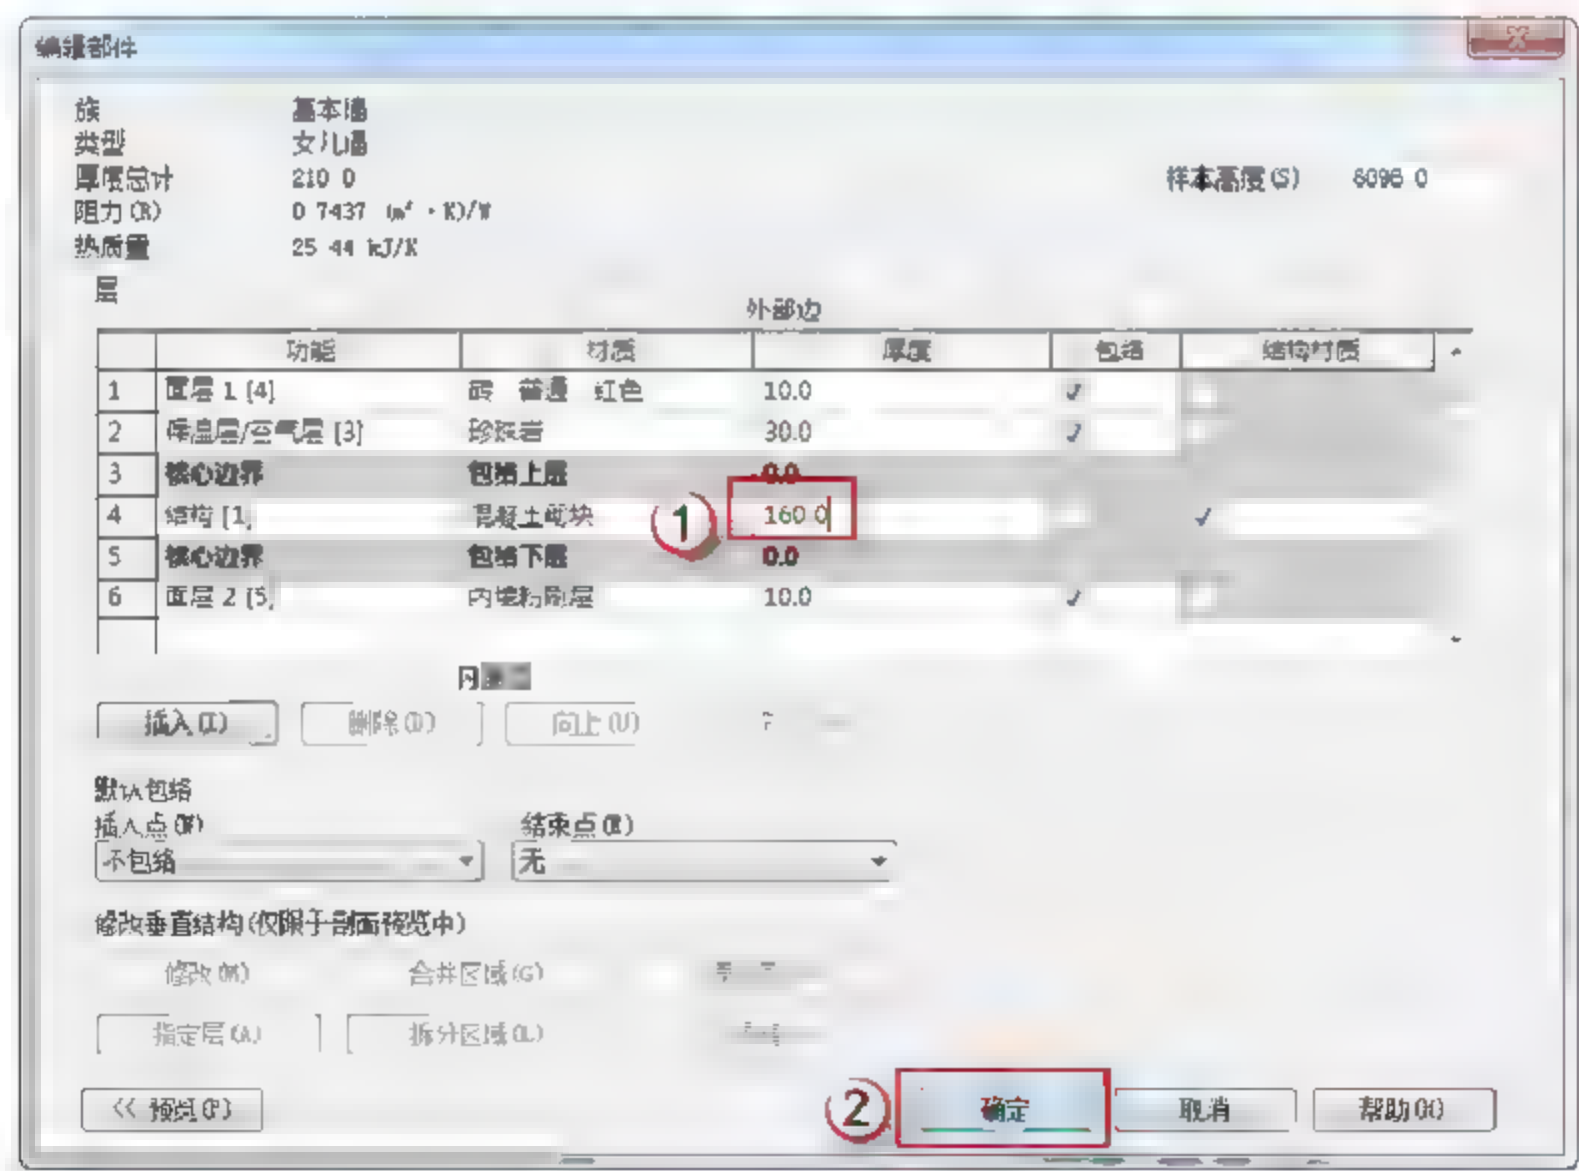 编辑部件
族 基本墙
类型 女儿墙
厚度总计 210.0
阻力(R) 0.7437 (m²·K)/W
热质量 25.44 kJ/K
样本高度(S) 6096.0
层
外部边
功能 材质 厚度 包络 结构材质
1 面层 1 [4] 砖 普通 红色 10.0
2 保温层/空气层 [3] 珍珠岩 30.0
3 核心边界 包络上层 0.0
4 结构 [1] 混凝土砌块 160.0
5 核心边界 包络下层 0.0
6 面层 2 [5] 内墙粉刷层 10.0
①
插入(I) 删除(D) 向上(U)
默认包络
插入点(N) 结束点(E)
不包络 无
修改垂直结构(仅限于剖面预览中)
修改(M) 合并区域(G)
指定层(A) 拆分区域(L)
<< 预览(P) ② 确定 取消 帮助(H)